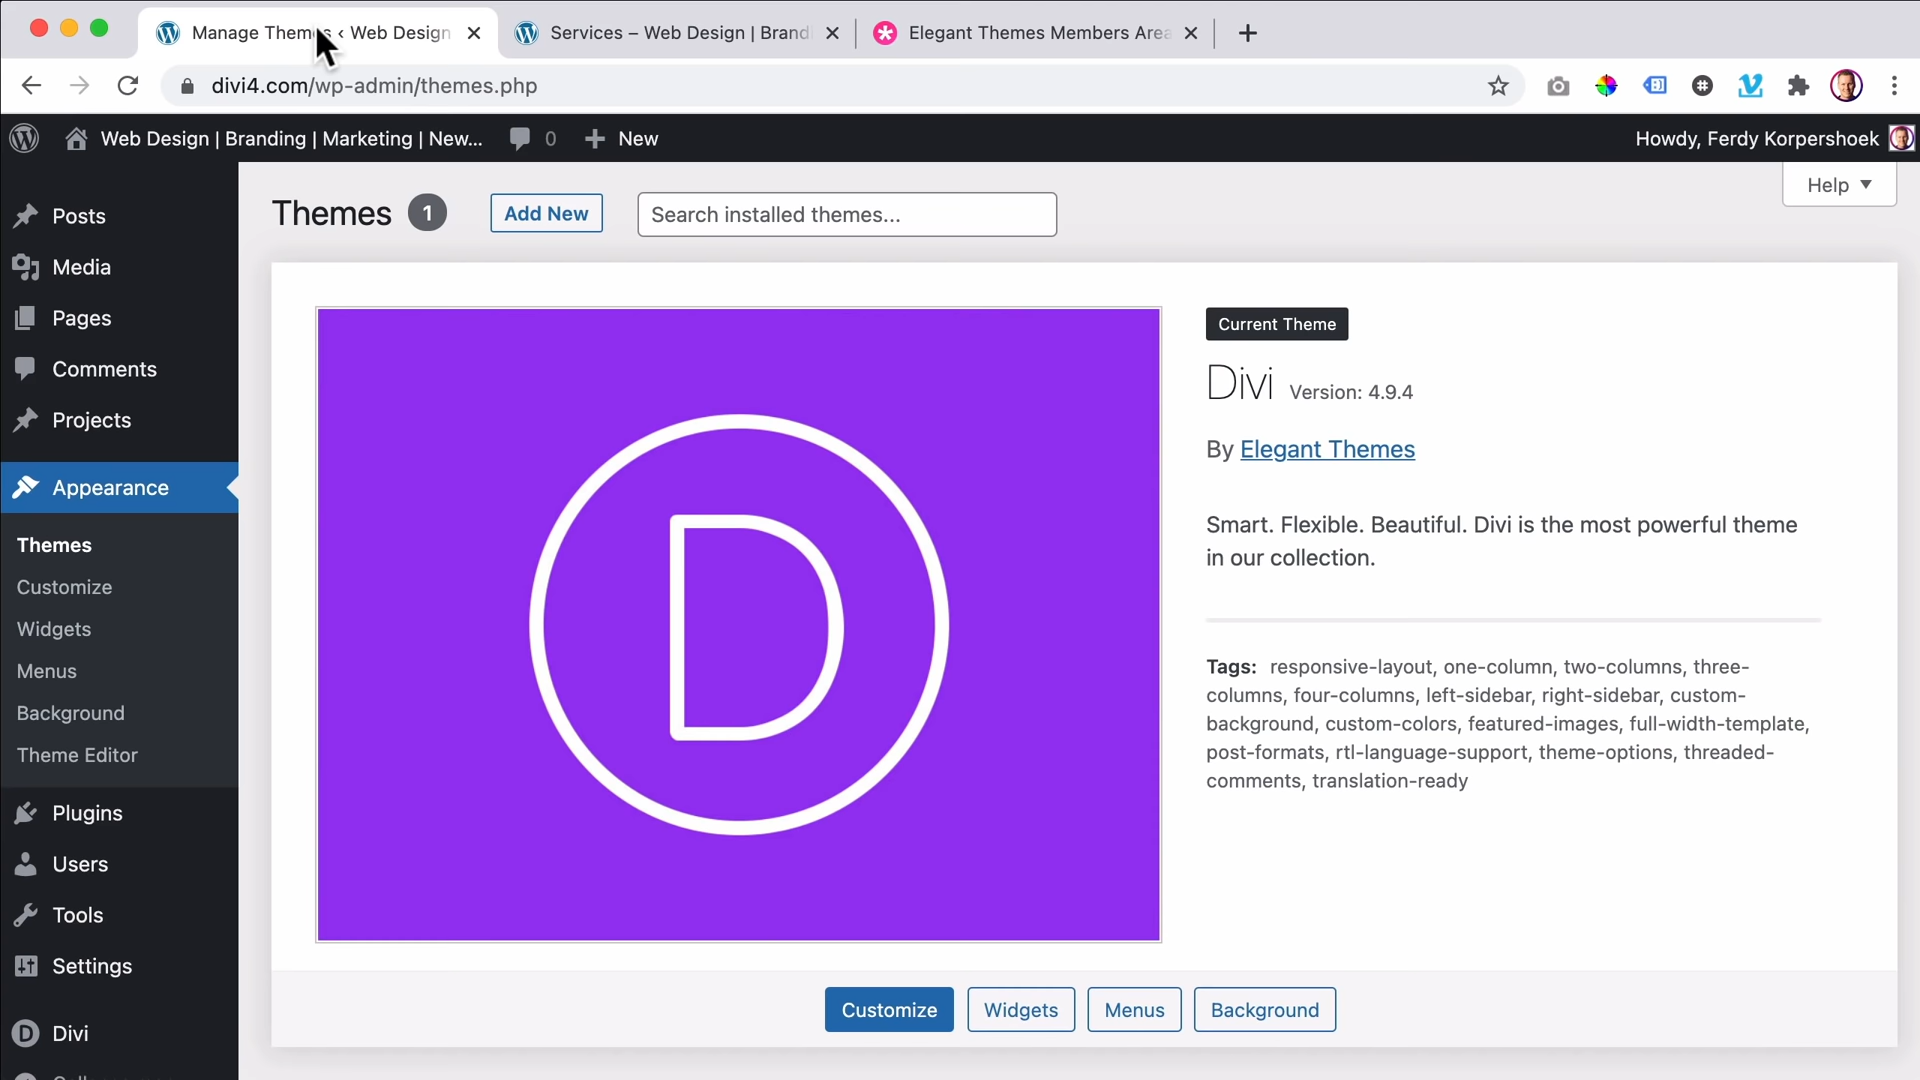 Manage Themes ‹ Web Design
Services – Web Design | Brand
Elegant Themes Members Area
divi4.com/wp-admin/themes.php
Web Design | Branding | Marketing | New...
0
New
Howdy, Ferdy Korpershoek
Posts
Media
Pages
Comments
Projects
Appearance
Themes
Customize
Widgets
Menus
Background
Theme Editor
Plugins
Users
Tools
Settings
D
Divi
Themes 1
Add New
Search installed themes...
Help
D
Current Theme
Divi Version: 4.9.4
By Elegant Themes
Smart. Flexible. Beautiful. Divi is the most powerful theme
in our collection.
Tags: responsive-layout, one-column, two-columns, three-
columns, four-columns, left-sidebar, right-sidebar, custom-
background, custom-colors, featured-images, full-width-template,
post-formats, rtl-language-support, theme-options, threaded-
comments, translation-ready
Customize
Widgets
Menus
Background